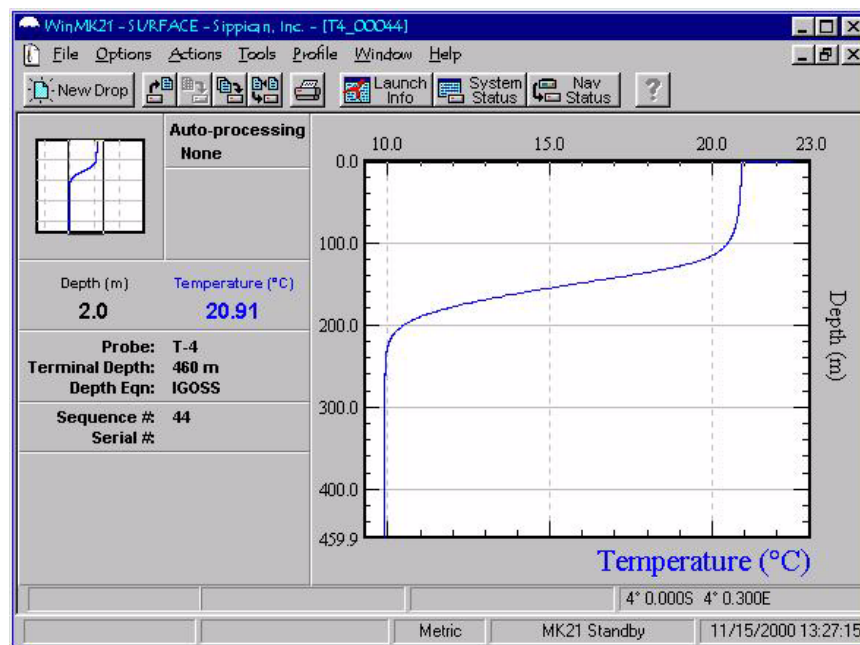 WinMK21 - SURFACE - Sippican, Inc. - [T4_00044]
File Options Actions Tools Profile Window Help
New Drop
Launch Info
System Status
Nav Status
?
Auto-processing
None
Depth (m)
Temperature (°C)
2.0
20.91
Probe: T-4
Terminal Depth: 460 m
Depth Eqn: IGOSS
Sequence #: 44
Serial #:
10.0 15.0 20.0 23.0
0.0
100.0
200.0
300.0
400.0
459.9
Depth (m)
Temperature (°C)
4° 0.000S 4° 0.300E
Metric
MK21 Standby
11/15/2000 13:27:15